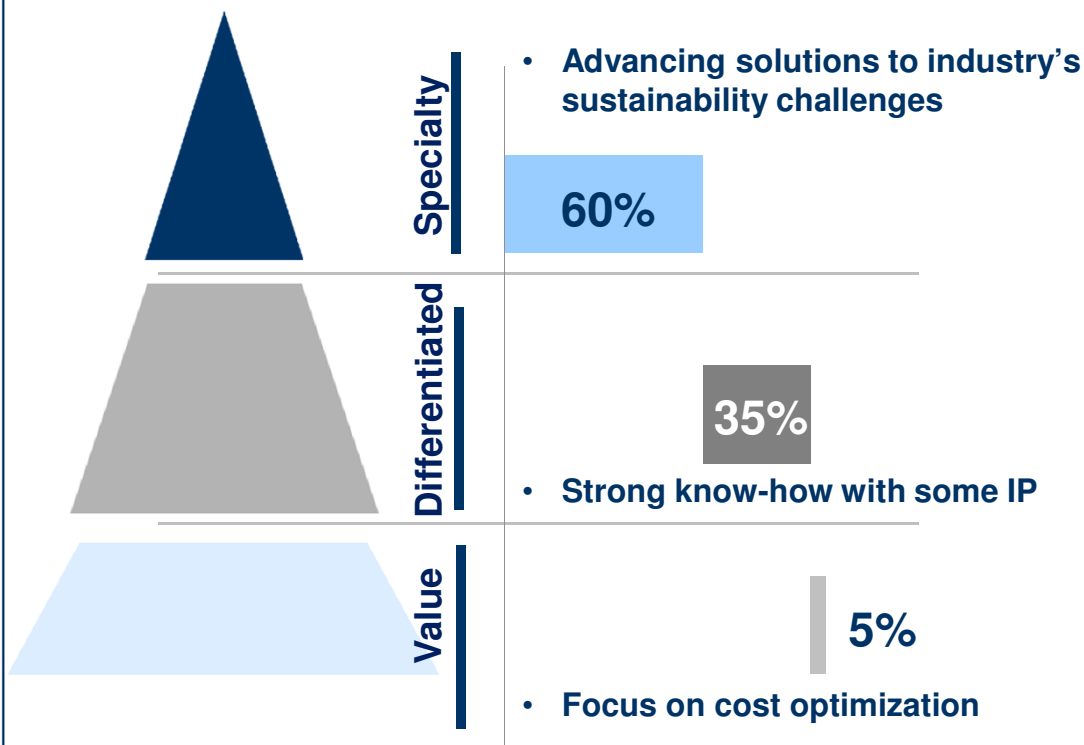 Specialty
• Advancing solutions to industry’s
sustainability challenges
60%
Differentiated
35%
• Strong know-how with some IP
Value
5%
• Focus on cost optimization